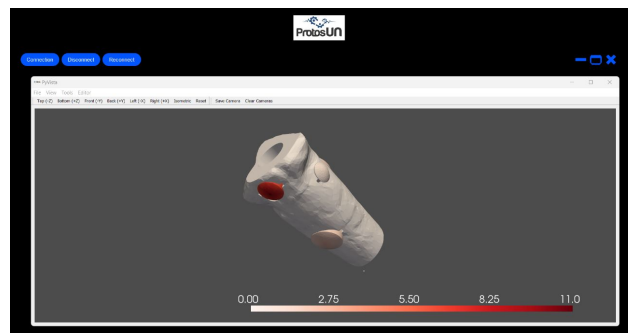 ProtosUN
Connection Disconnect Reconnect
PyVista
File View Tools Editor
Top (-Z) Bottom (+Z) Front (-Y) Back (+Y) Left (-X) Right (+X) Isometric Reset Save Camera Clear Cameras
0.00 2.75 5.50 8.25 11.0